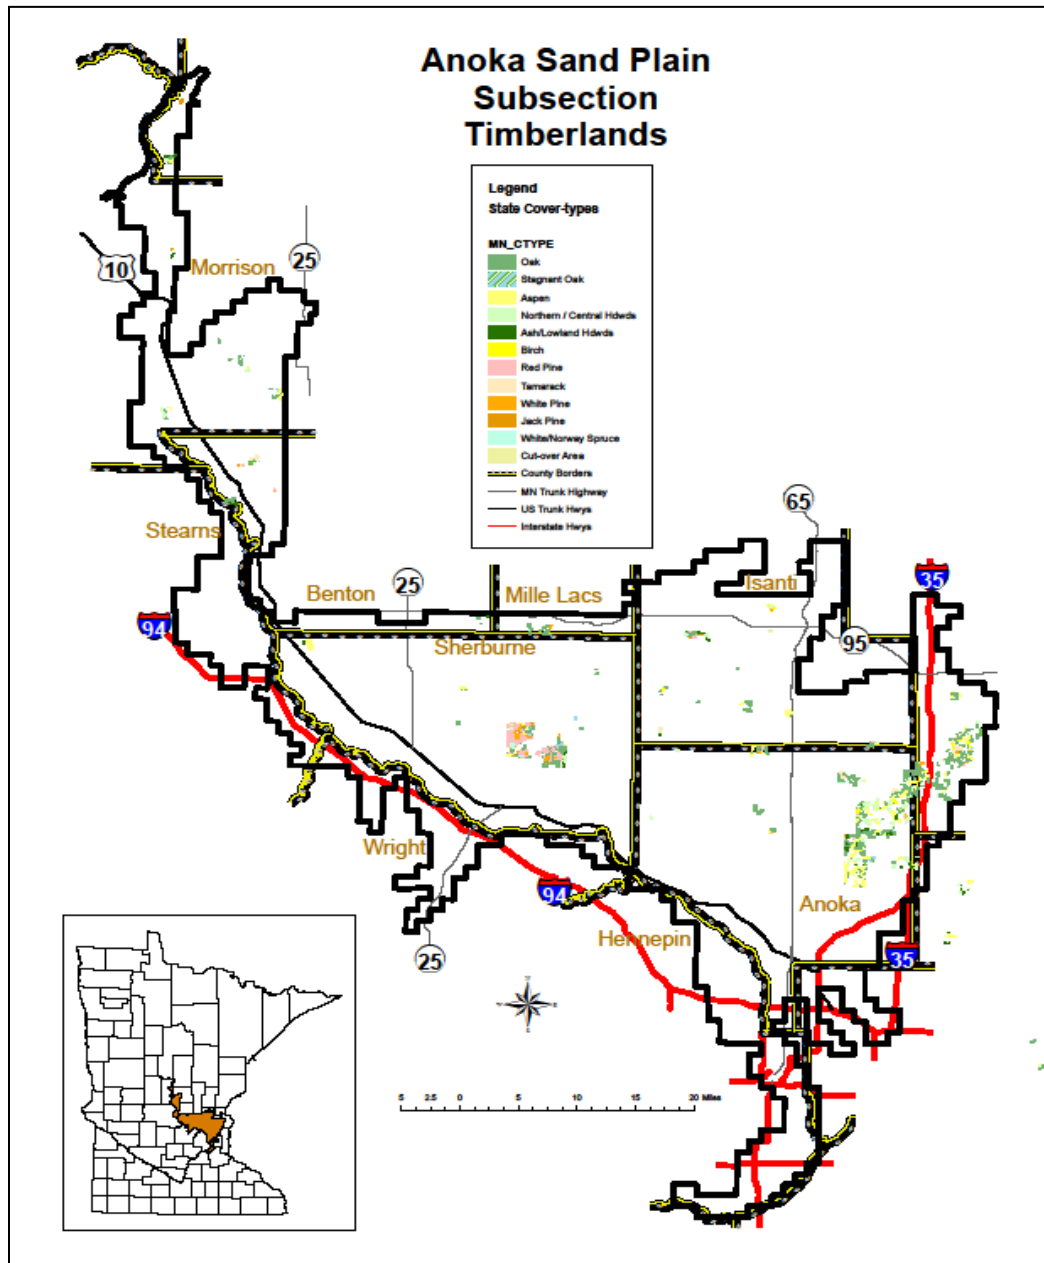 Anoka Sand Plain
Subsection
Timberlands
Legend
State Cover-types
MN_CTYPE
Oak
Stagnant Oak
Aspen
Northern / Central Hdwds
Ash/Lowland Hdwds
Birch
Red Pine
Tamarack
White Pine
Jack Pine
White/Norway Spruce
Cut-over Area
County Borders
MN Trunk Highway
US Trunk Hwys
Interstate Hwys
10
Morrison
25
Stearns
65
Benton
25
Mille Lacs
Isanti
35
94
Sherburne
95
Wright
94
Anoka
Hennepin
25
35
5 2.5 0 5 10 15 20 Miles